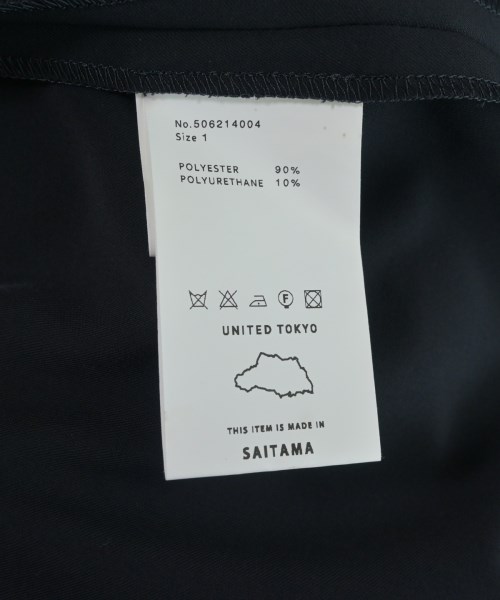 No.506214004
Size 1
POLYESTER 90%
POLYURETHANE 10%
F
UNITED TOKYO
THIS ITEM IS MADE IN
SAITAMA